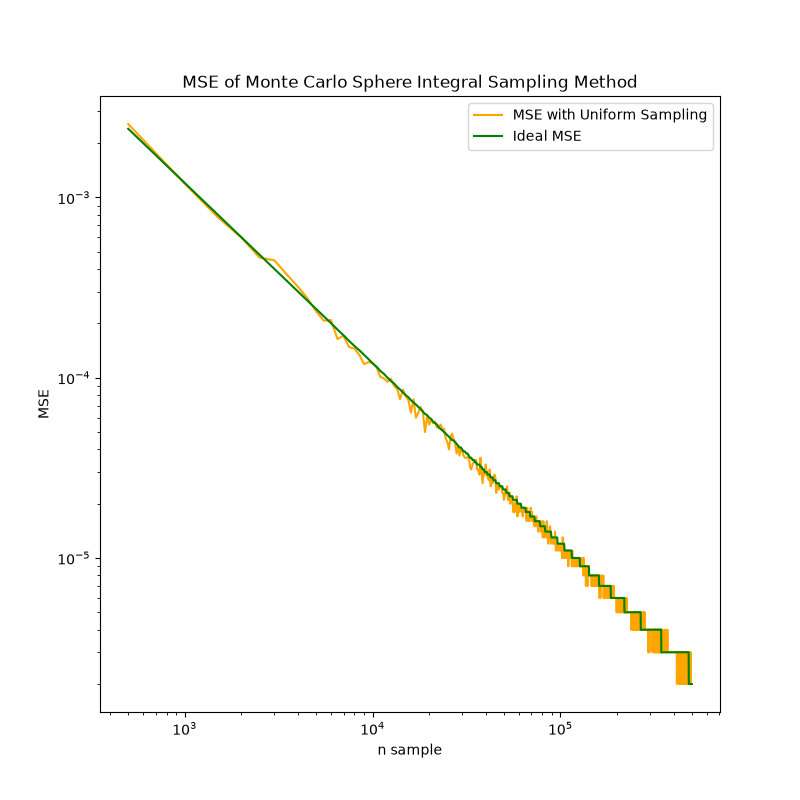 MSE of Monte Carlo Sphere Integral Sampling Method
MSE with Uniform Sampling
Ideal MSE
10⁻³
10⁻⁴
10⁻⁵
MSE
10³
10⁴
10⁵
n sample